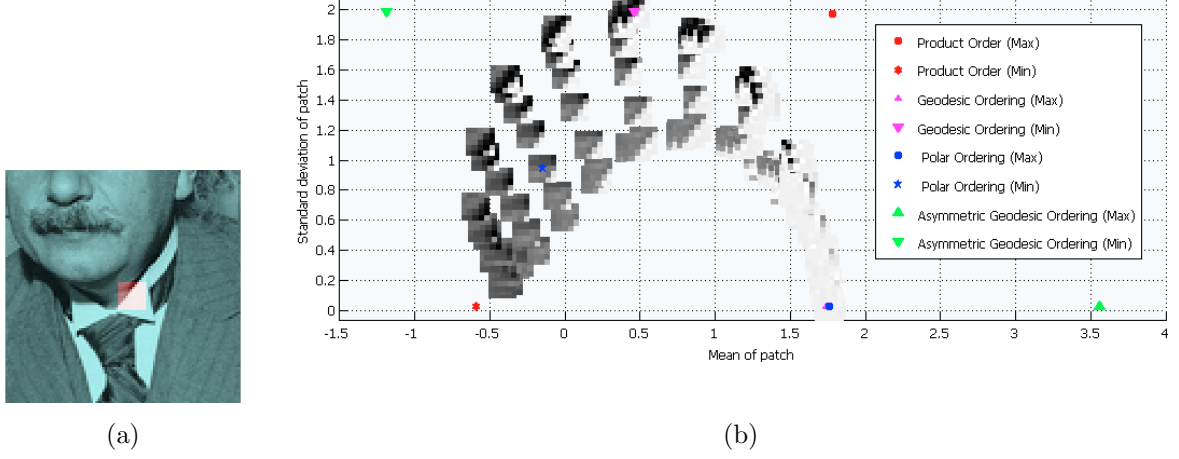 2
1.8
1.6
1.4
1.2
1
0.8
0.6
0.4
0.2
0
Standard deviation of patch
-1.5 -1 -0.5 0 0.5 1 1.5 2 2.5 3 3.5 4
Mean of patch
Product Order (Max)
Product Order (Min)
Geodesic Ordering (Max)
Geodesic Ordering (Min)
Polar Ordering (Max)
Polar Ordering (Min)
Asymmetric Geodesic Ordering (Max)
Asymmetric Geodesic Ordering (Min)
(a) (b)